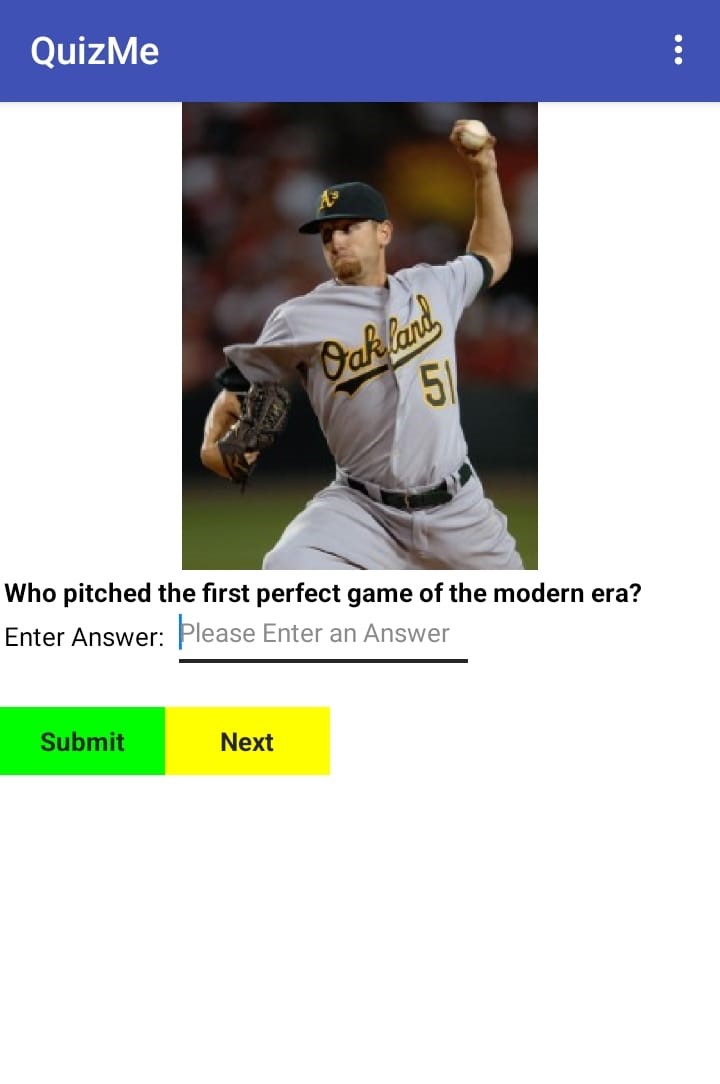 QuizMe
A's
Oakland
51
Who pitched the first perfect game of the modern era?
Enter Answer: Please Enter an Answer
Submit Next